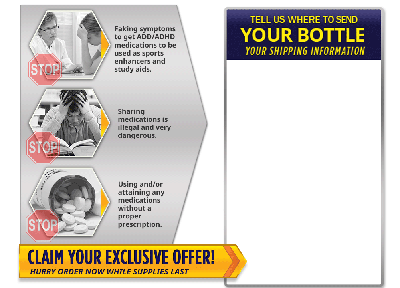 Faking symptoms
to get ADD/ADHD
medications to be
used as sports
enhancers and
study aids.
STOP
Sharing
medications is
illegal and very
dangerous.
STOP
Using and/or
attaining any
medications
without a
proper
prescription.
STOP
CLAIM YOUR EXCLUSIVE OFFER!
HURRY ORDER NOW WHILE SUPPLIES LAST
TELL US WHERE TO SEND
YOUR BOTTLE
YOUR SHIPPING INFORMATION